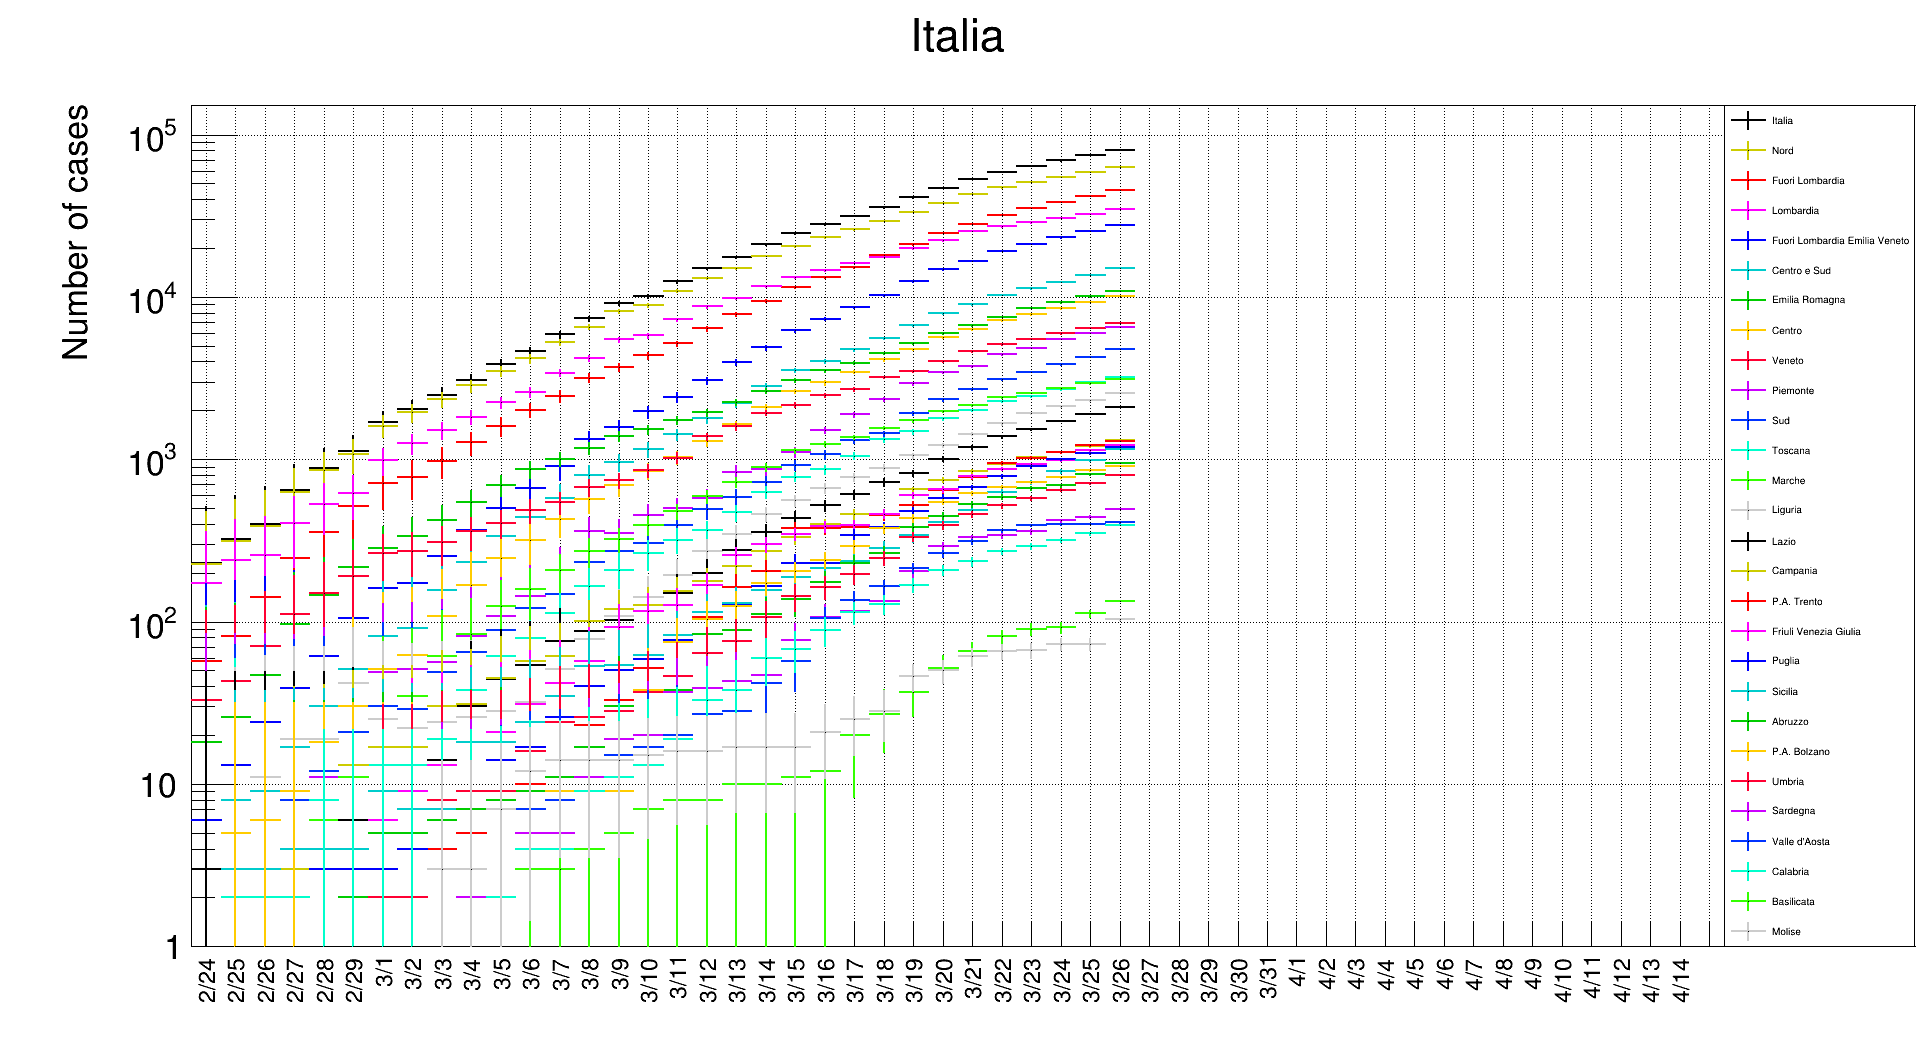 Italia
Number of cases
10^5
10^4
10^3
10^2
10
1
2/24
2/25
2/26
2/27
2/28
2/29
3/1
3/2
3/3
3/4
3/5
3/6
3/7
3/8
3/9
3/10
3/11
3/12
3/13
3/14
3/15
3/16
3/17
3/18
3/19
3/20
3/21
3/22
3/23
3/24
3/25
3/26
3/27
3/28
3/29
3/30
3/31
4/1
4/2
4/3
4/4
4/5
4/6
4/7
4/8
4/9
4/10
4/11
4/12
4/13
4/14
Italia
Nord
Fuori Lombardia
Lombardia
Fuori Lombardia Emilia Veneto
Centro e Sud
Emilia Romagna
Centro
Veneto
Piemonte
Sud
Toscana
Marche
Liguria
Lazio
Campania
P.A. Trento
Friuli Venezia Giulia
Puglia
Sicilia
Abruzzo
P.A. Bolzano
Umbria
Sardegna
Valle d'Aosta
Calabria
Basilicata
Molise